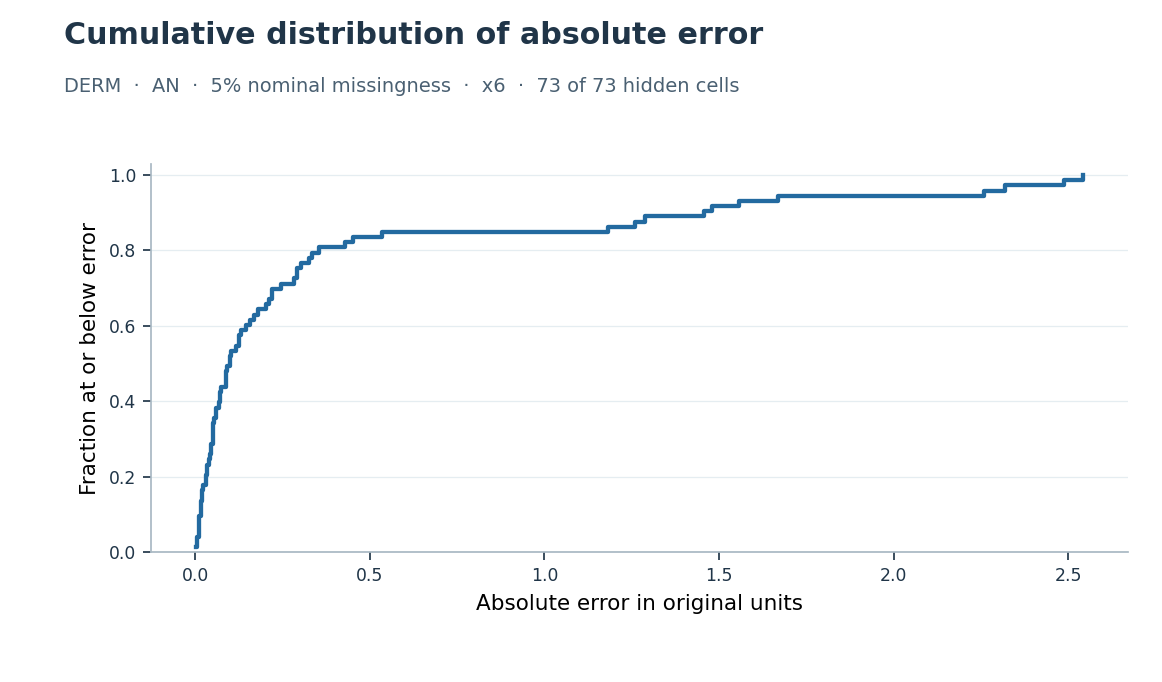 Cumulative distribution of absolute error
DERM · AN · 5% nominal missingness · x6 · 73 of 73 hidden cells
Fraction at or below error
1.0
0.8
0.6
0.4
0.2
0.0
0.0 0.5 1.0 1.5 2.0 2.5
Absolute error in original units